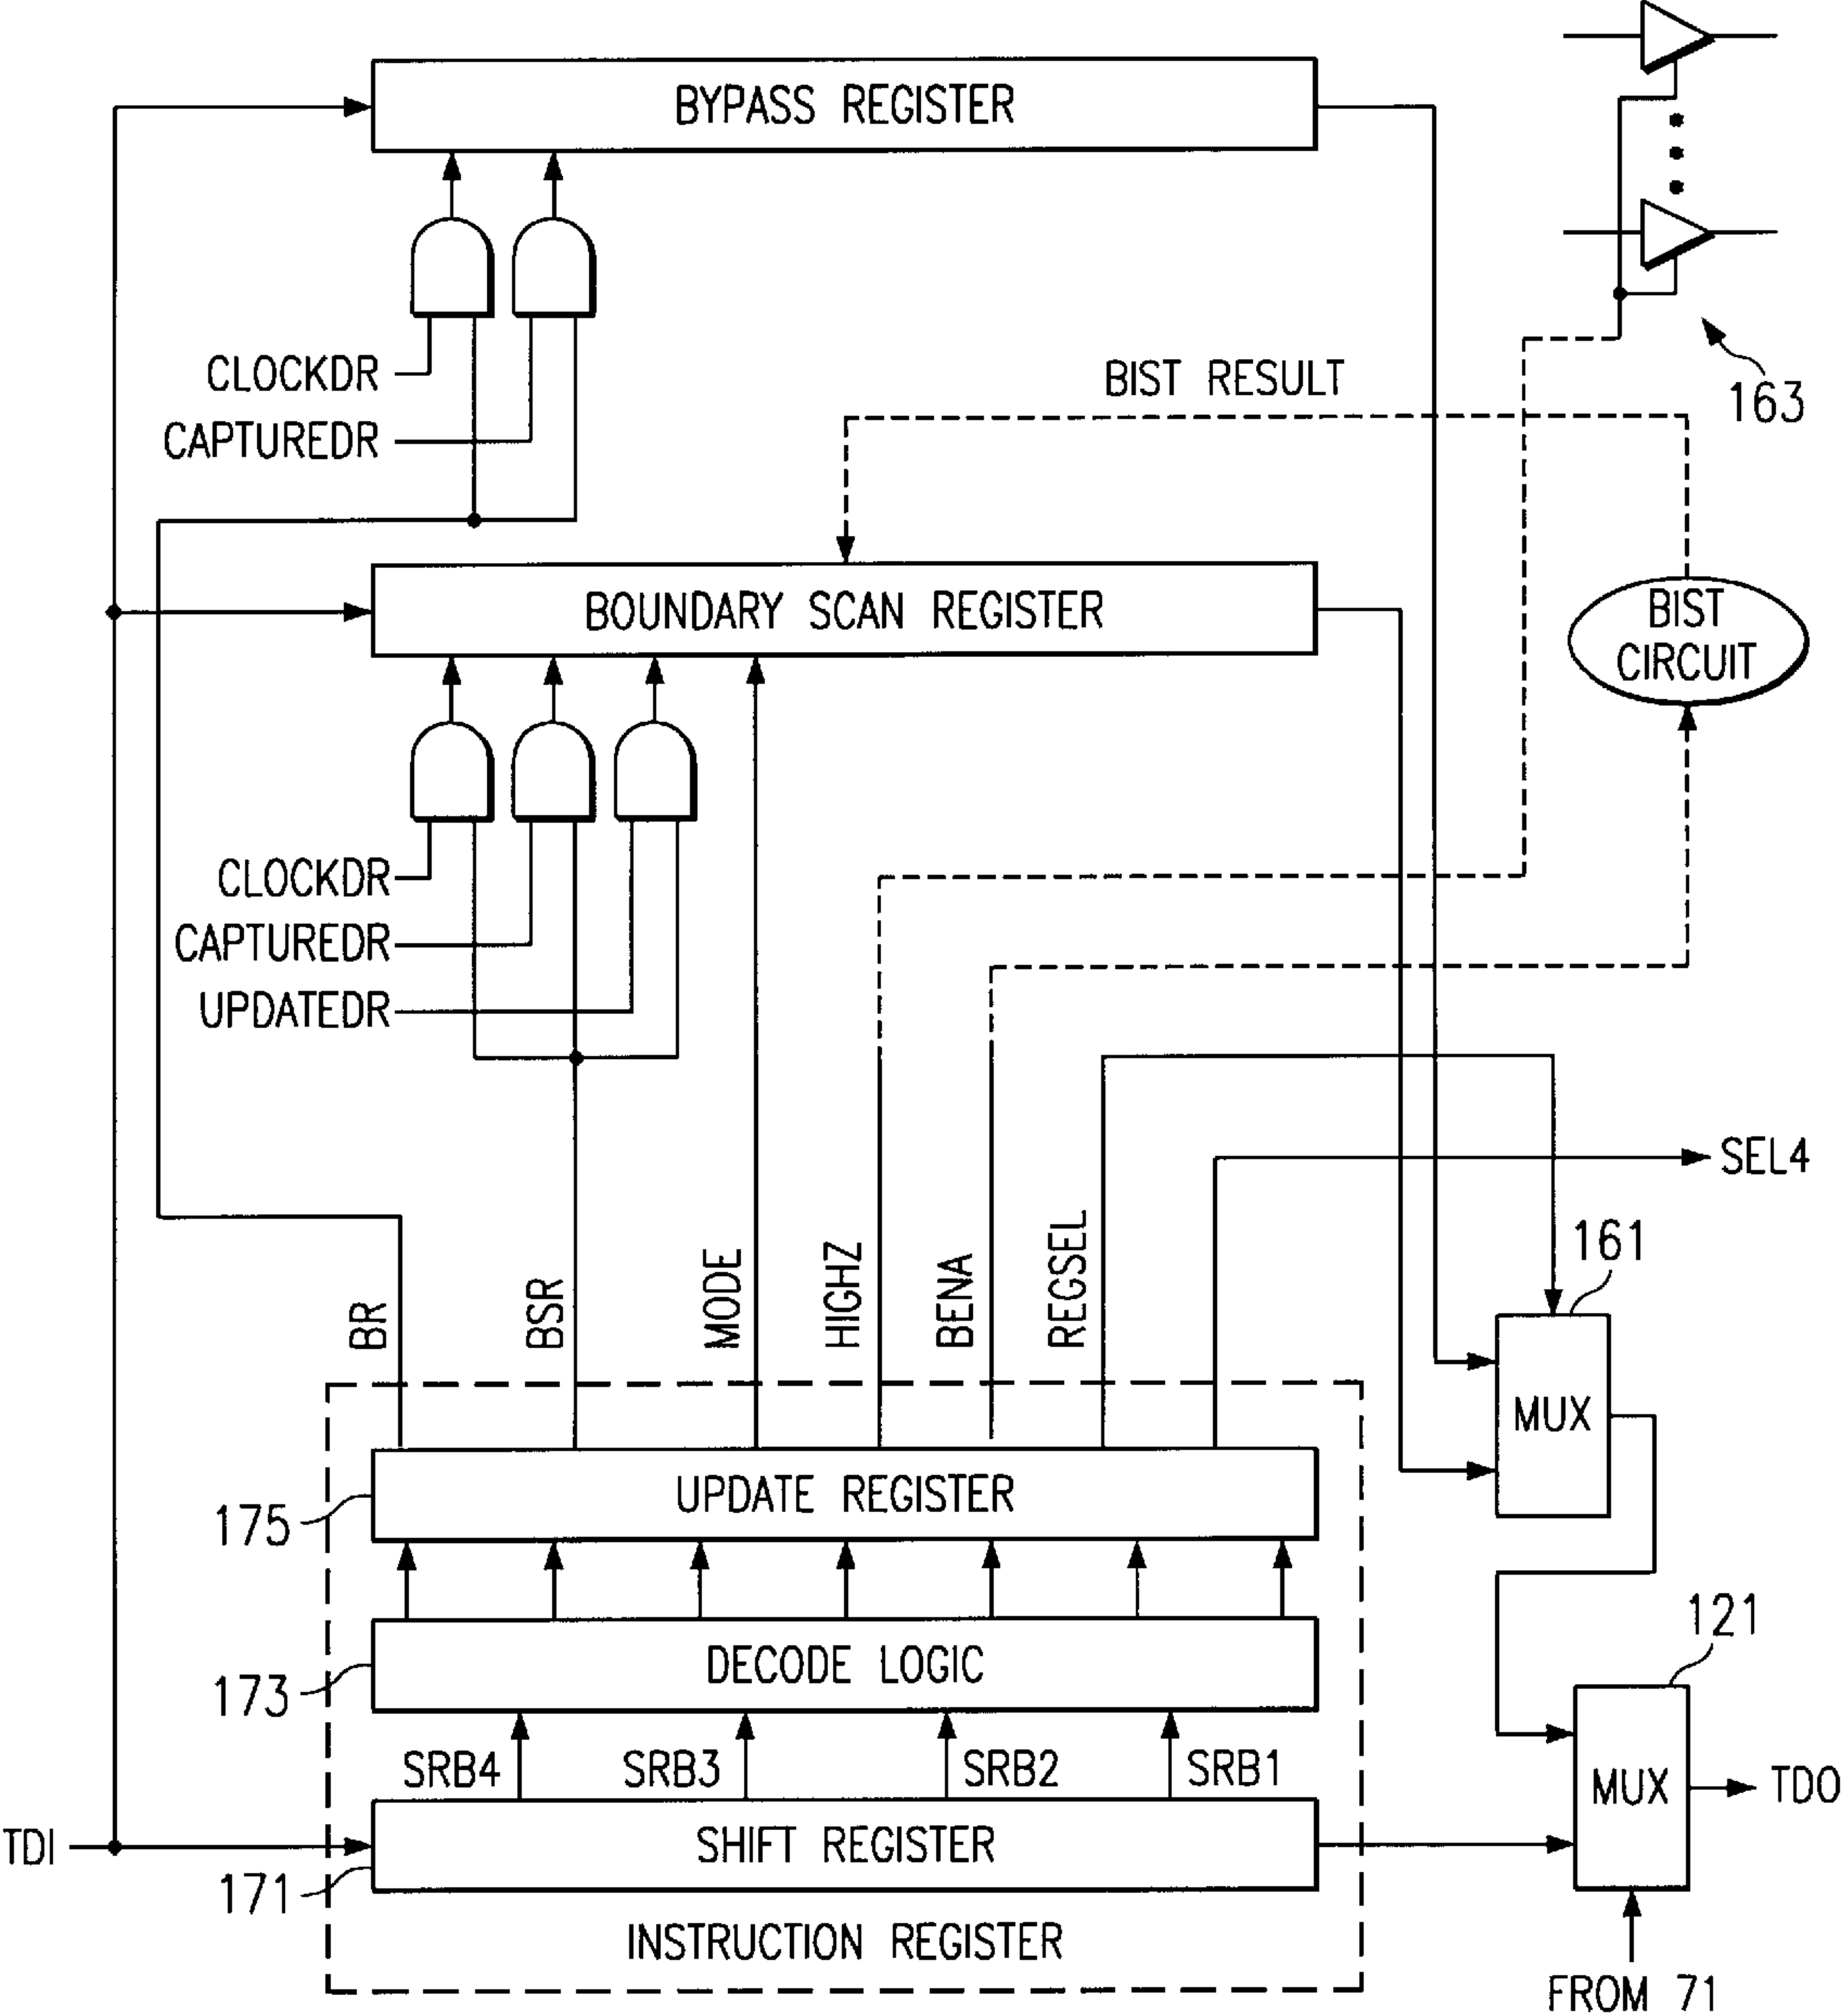 BYPASS REGISTER
CLOCKDR
CAPTUREDR
BIST RESULT
163
BOUNDARY SCAN REGISTER
BIST
CIRCUIT
CLOCKDR
CAPTUREDR
UPDATEDR
SEL4
161
BR
BSR
MODE
HIGHZ
BENA
REGSEL
MUX
UPDATE REGISTER
175
DECODE LOGIC
173
121
SRB4
SRB3
SRB2
SRB1
MUX
TDO
TDI
SHIFT REGISTER
171
INSTRUCTION REGISTER
FROM 71